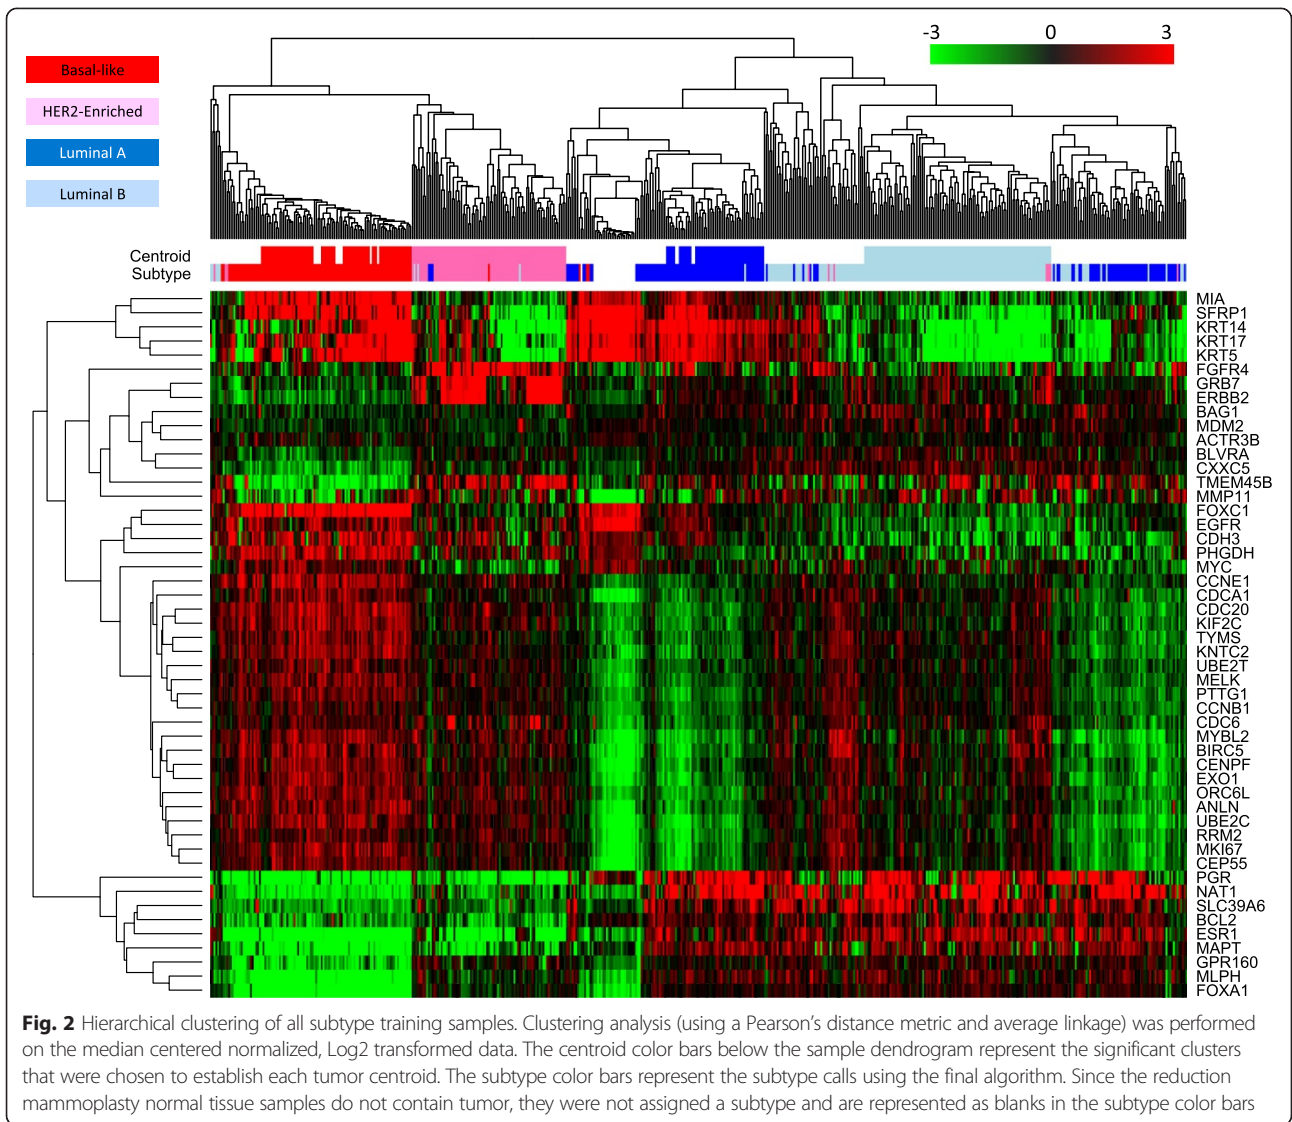 -3 0 3
Basal-like
HER2-Enriched
Luminal A
Luminal B
Centroid
Subtype
MIA
SFRP1
KRT14
KRT17
KRT5
FGFR4
GRB7
ERBB2
BAG1
MDM2
ACTR3B
BLVRA
CXXC5
TMEM45B
MMP11
FOXC1
EGFR
CDH3
PHGDH
MYC
CCNE1
CDCA1
CDC20
KIF2C
TYMS
KNTC2
UBE2T
MELK
PTTG1
CCNB1
CDC6
MYBL2
BIRC5
CENPF
EXO1
ORC6L
ANLN
UBE2C
RRM2
MKI67
CEP55
PGR
NAT1
SLC39A6
BCL2
ESR1
MAPT
GPR160
MLPH
FOXA1
Fig. 2 Hierarchical clustering of all subtype training samples. Clustering analysis (using a Pearson's distance metric and average linkage) was performed
on the median centered normalized, Log2 transformed data. The centroid color bars below the sample dendrogram represent the significant clusters
that were chosen to establish each tumor centroid. The subtype color bars represent the subtype calls using the final algorithm. Since the reduction
mammoplasty normal tissue samples do not contain tumor, they were not assigned a subtype and are represented as blanks in the subtype color bars